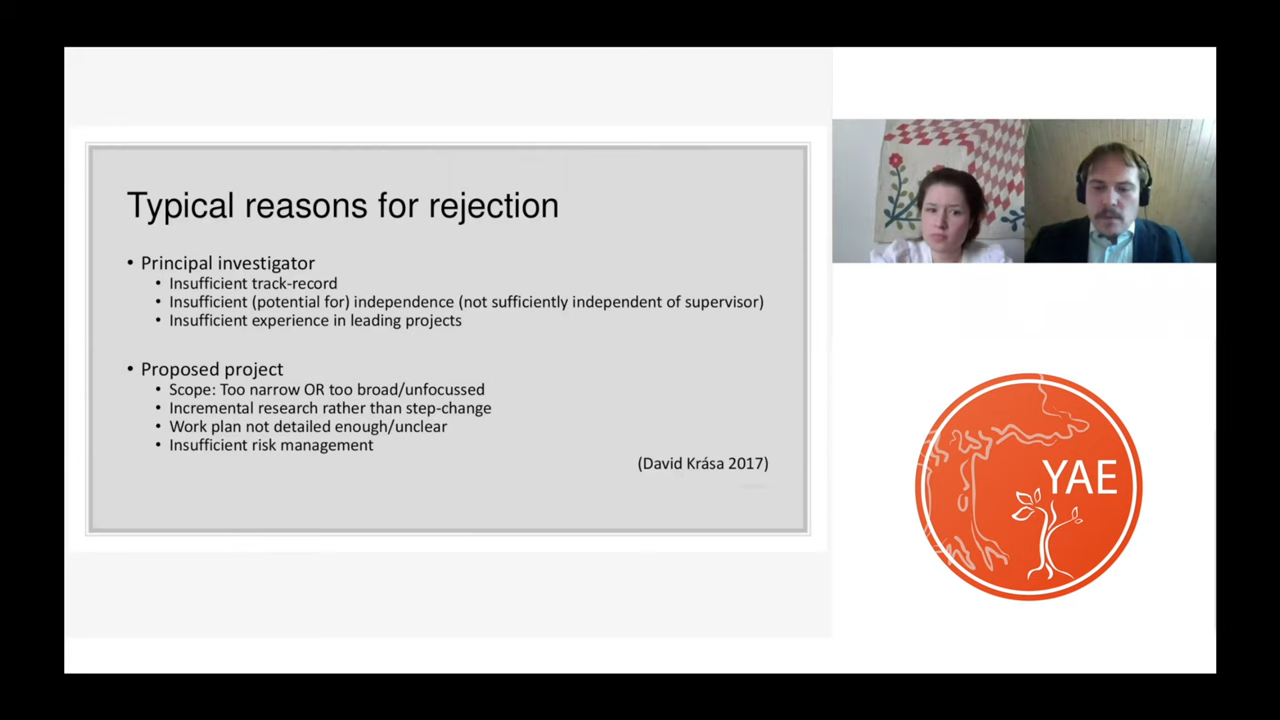 Typical reasons for rejection
• Principal investigator
• Insufficient track-record
• Insufficient (potential for) independence (not sufficiently independent of supervisor)
• Insufficient experience in leading projects
• Proposed project
• Scope: Too narrow OR too broad/unfocussed
• Incremental research rather than step-change
• Work plan not detailed enough/unclear
• Insufficient risk management
(David Krása 2017)
YAE